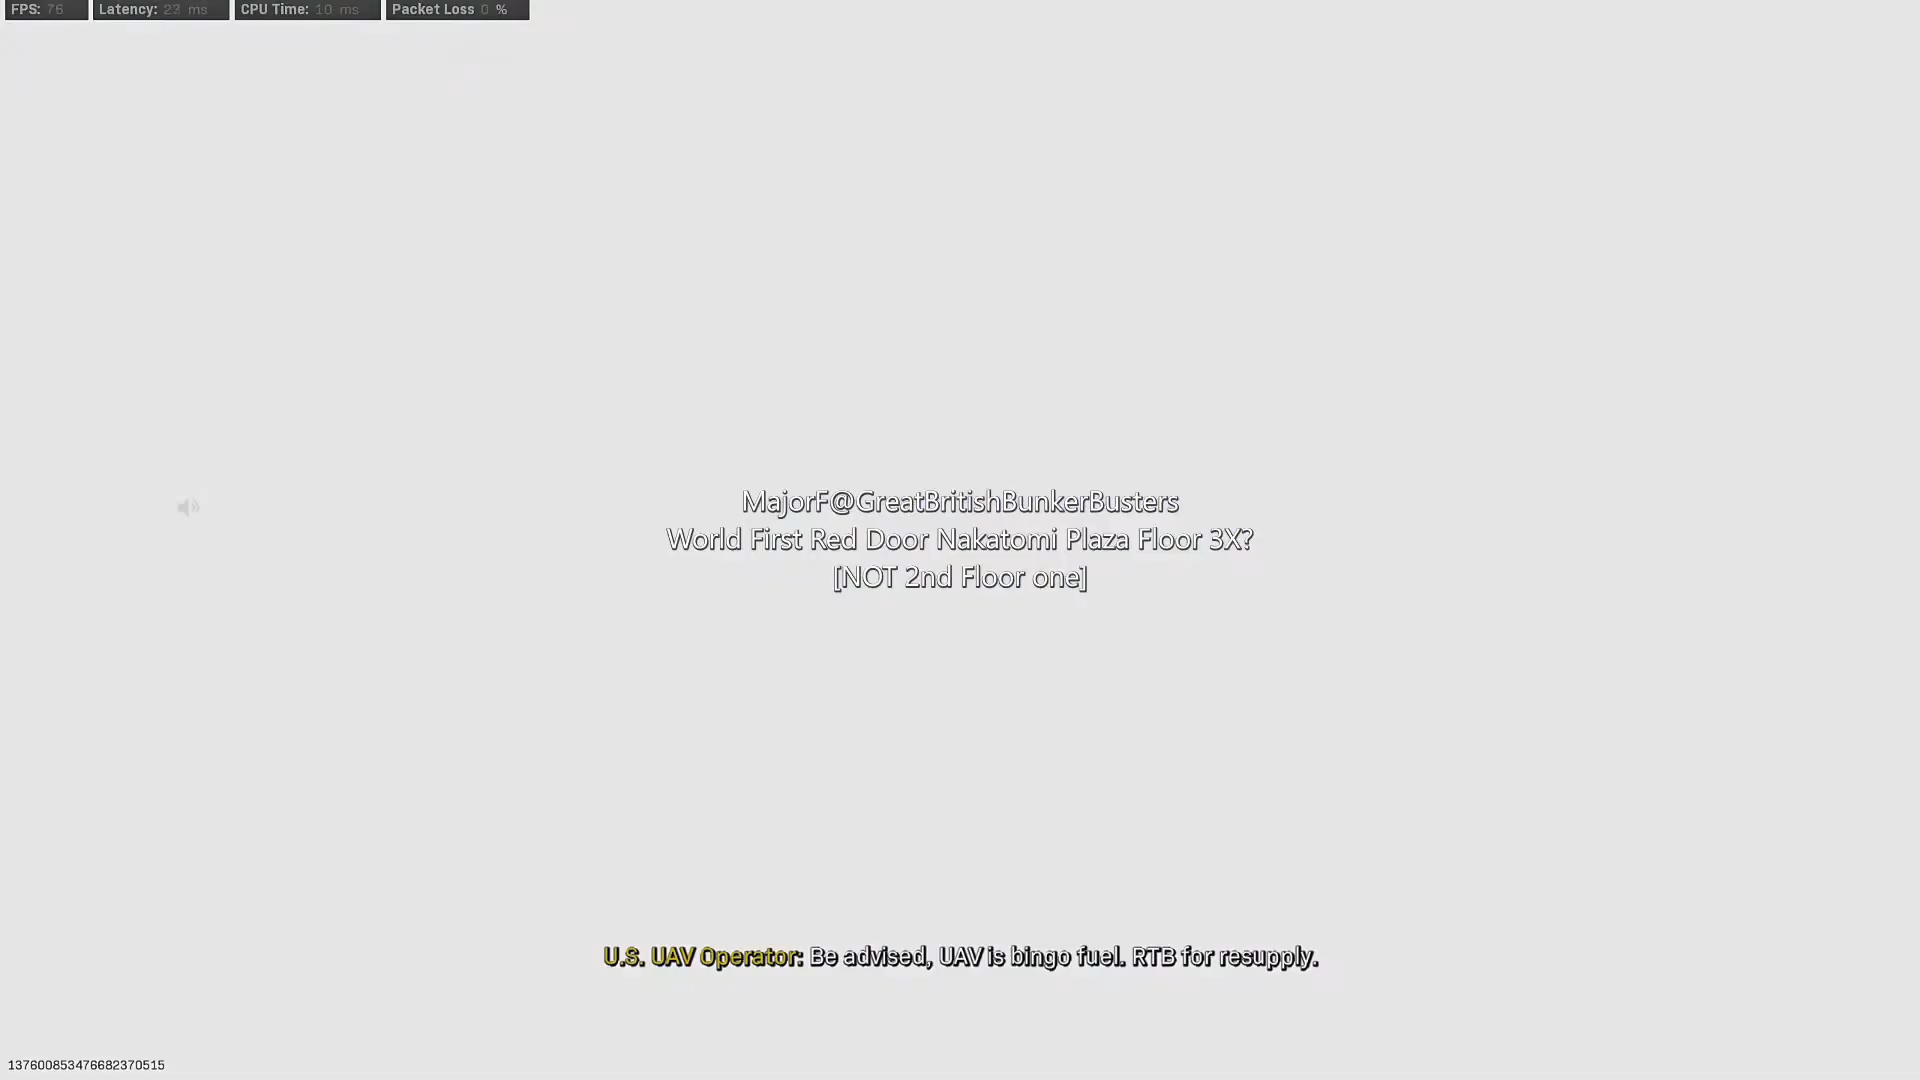 FPS: 76 Latency: 23 ms CPU Time: 10 ms Packet Loss 0 %
MajorF@GreatBritishBunkerBusters
World First Red Door Nakatomi Plaza Floor 3X?
[NOT 2nd Floor one]
U.S. UAV Operator: Be advised, UAV is bingo fuel. RTB for resupply.
137600853476682370515